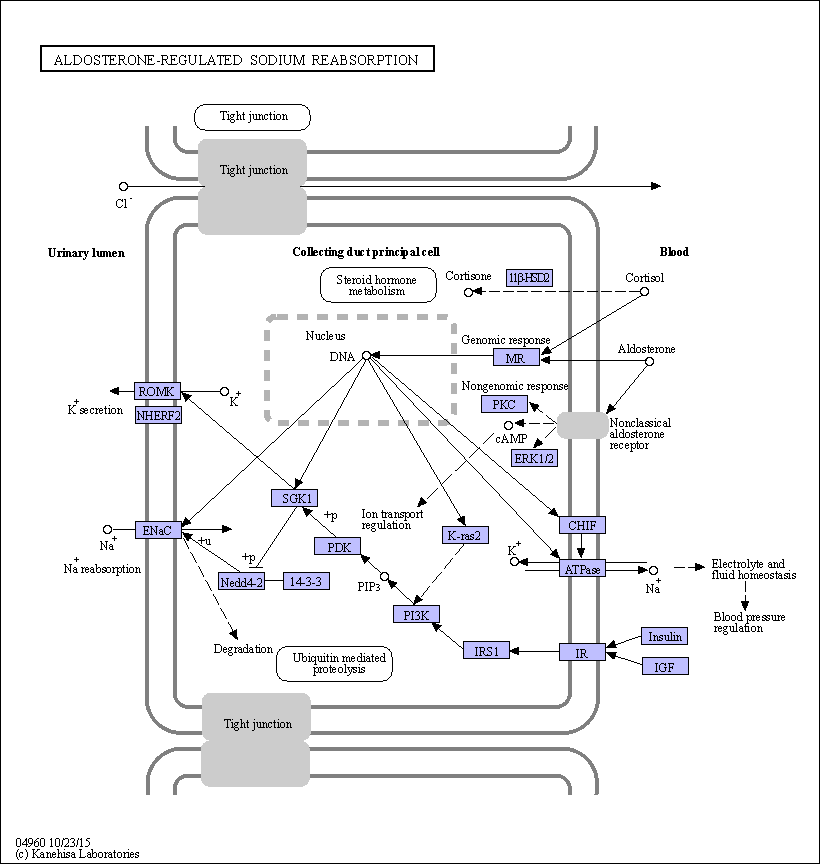 ALDOSTERONE-REGULATED SODIUM REABSORPTION
Tight junction
Tight junction
Cl-
Urinary lumen
Collecting duct principal cell
Blood
Steroid hormone
metabolism
Cortisone
11β-HSD2
Cortisol
Nucleus
DNA
Genomic response
MR
Aldosterone
ROMK
K+
K+ secretion
NHERF2
Nongenomic response
PKC
cAMP
ERK1/2
Nonclassical
aldosterone
receptor
SGK1
Ion transport
regulation
+p
ENaC
Na+
+u
Na+ reabsorption
PDK
K-ras2
CHIF
K+
ATPase
Na+
Electrolyte and
fluid homeostasis
+p
Nedd4-2
14-3-3
PIP3
PI3K
Blood pressure
regulation
Degradation
Ubiquitin mediated
proteolysis
IRS1
IR
Insulin
IGF
Tight junction
04960 10/23/15
(c) Kanehisa Laboratories